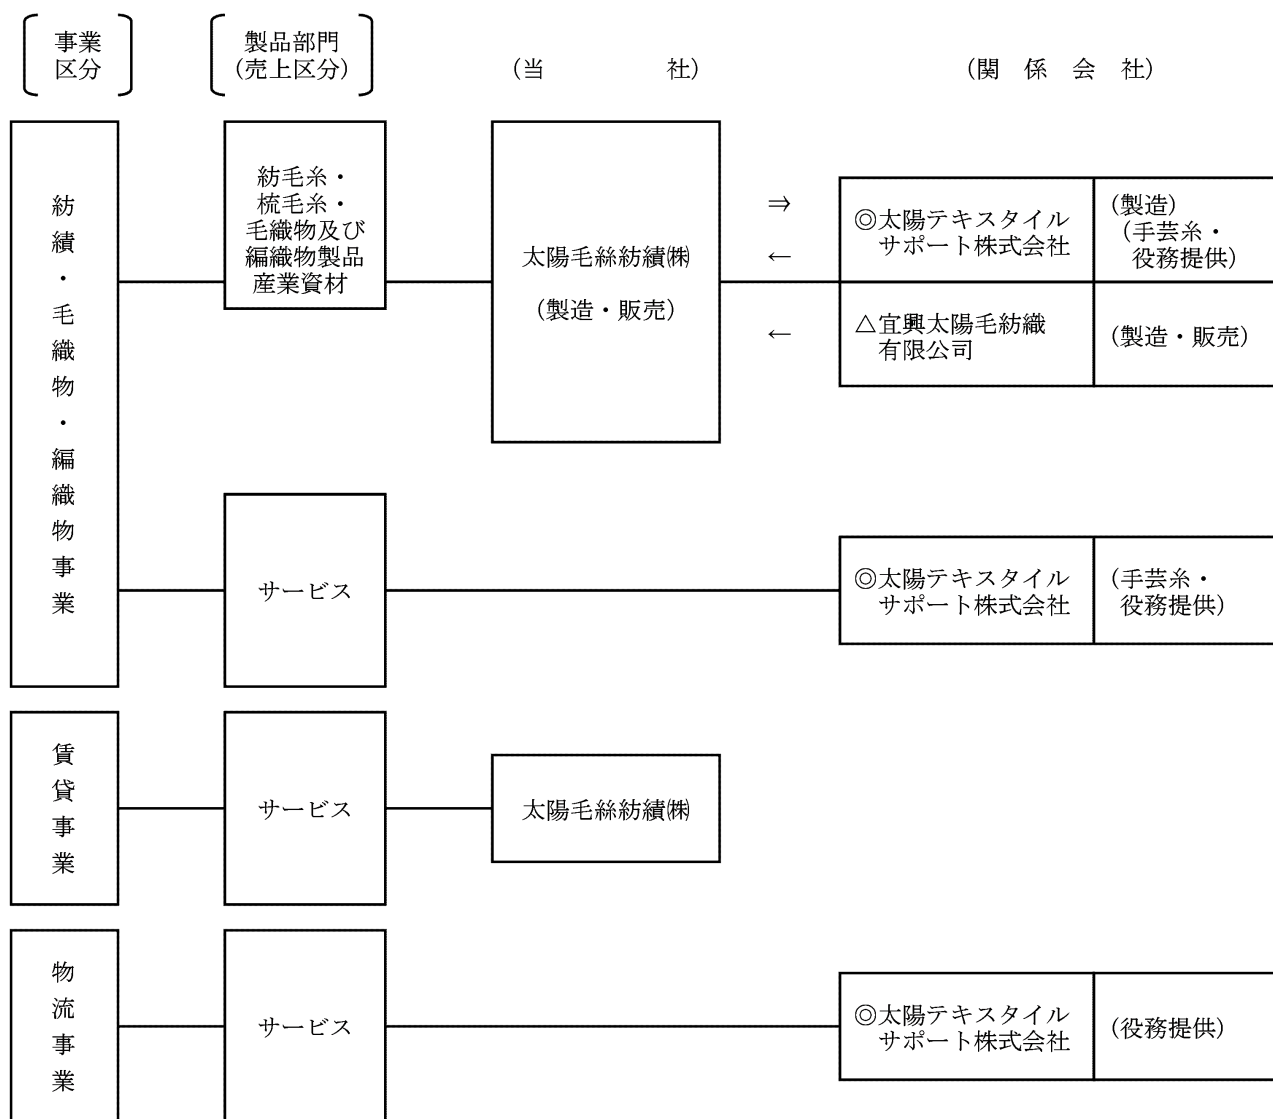 事業
区分
製品部門
(売上区分)
(当　　　　　社)
(関　係　会　社)
紡績・毛織物・編織物事業
紡毛糸・
梳毛糸・
毛織物及び
編織物製品
産業資材
太陽毛絲紡績㈱
(製造・販売)
⇒
←
←
◎太陽テキスタイル
サポート株式会社
(製造)
(手芸糸・
役務提供)
△宜興太陽毛紡織
有限公司
(製造・販売)
サービス
◎太陽テキスタイル
サポート株式会社
(手芸糸・
役務提供)
賃貸事業
サービス
太陽毛絲紡績㈱
物流事業
サービス
◎太陽テキスタイル
サポート株式会社
(役務提供)